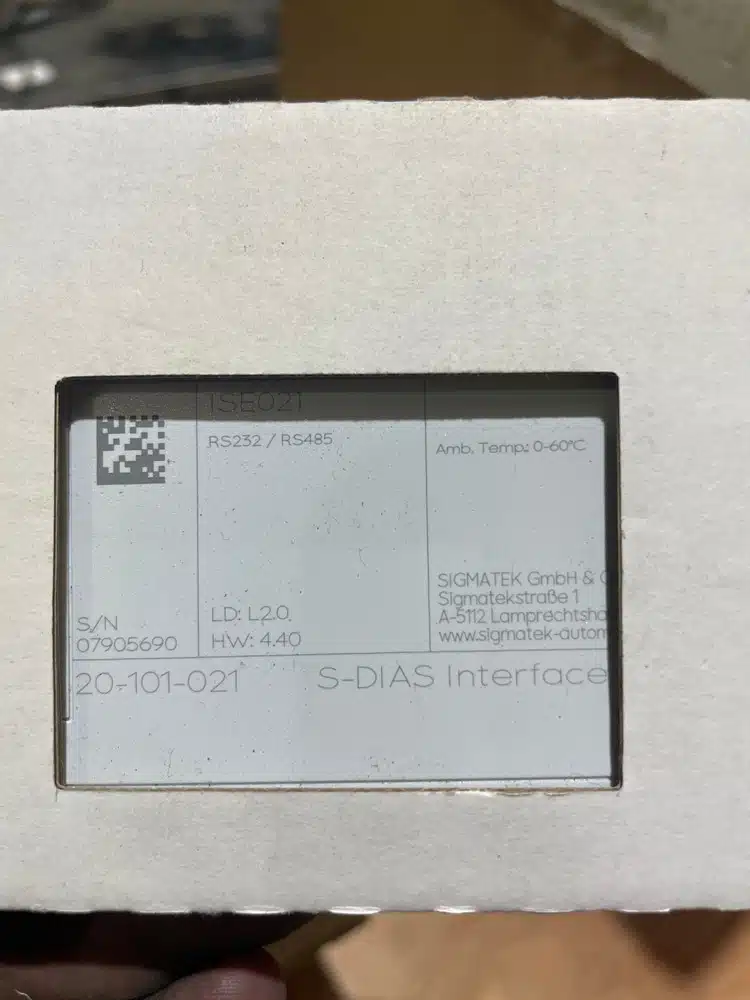 ISE021
RS232 / RS485
Amb. Temp: 0-60°C
SIGMATEK GmbH &
Sigmatekstraße 1
A-5112 Lamprechtsha
www.sigmatek-autom
S/N
07905690
LD: L2.0
HW: 4.40
20-101-021 S-DIAS Interface